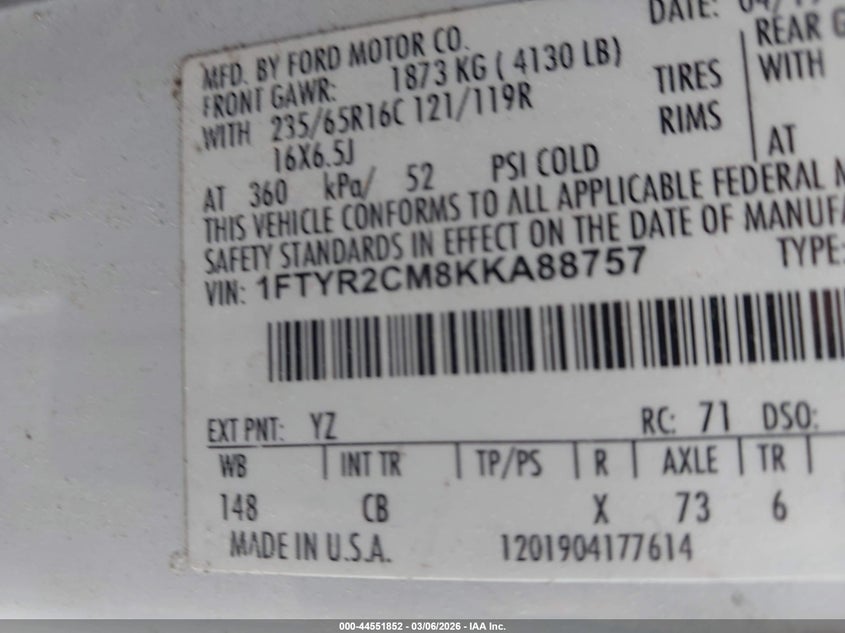 DATE: 04/19
MFD. BY FORD MOTOR CO.
FRONT GAWR: 1873 KG ( 4130 LB)
REAR G
WITH 235/65R16C 121/119R TIRES
WITH
16X6.5J RIMS
AT 360 kPa/ 52 PSI COLD
AT
THIS VEHICLE CONFORMS TO ALL APPLICABLE FEDERAL M
SAFETY STANDARDS IN EFFECT ON THE DATE OF MANUFA
VIN: 1FTYR2CM8KKA88757 TYPE:
EXT PNT: YZ RC: 71 DSO:
WB INT TR TP/PS R AXLE TR
148 CB X 73 6
MADE IN U.S.A. 1201904177614
000-44551852 - 03/06/2026 - IAA Inc.